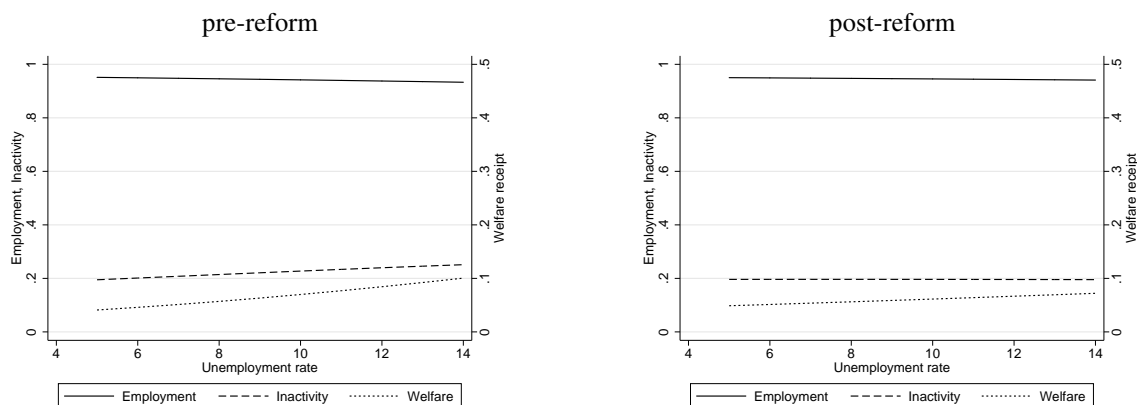 pre-reform
1
.8
.6
.4
.2
0
Employment, Inactivity
.5
.4
.3
.2
.1
0
Welfare receipt
4 6 8 10 12 14
Unemployment rate
Employment Inactivity Welfare
post-reform
1
.8
.6
.4
.2
0
Employment, Inactivity
.5
.4
.3
.2
.1
0
Welfare receipt
4 6 8 10 12 14
Unemployment rate
Employment Inactivity Welfare